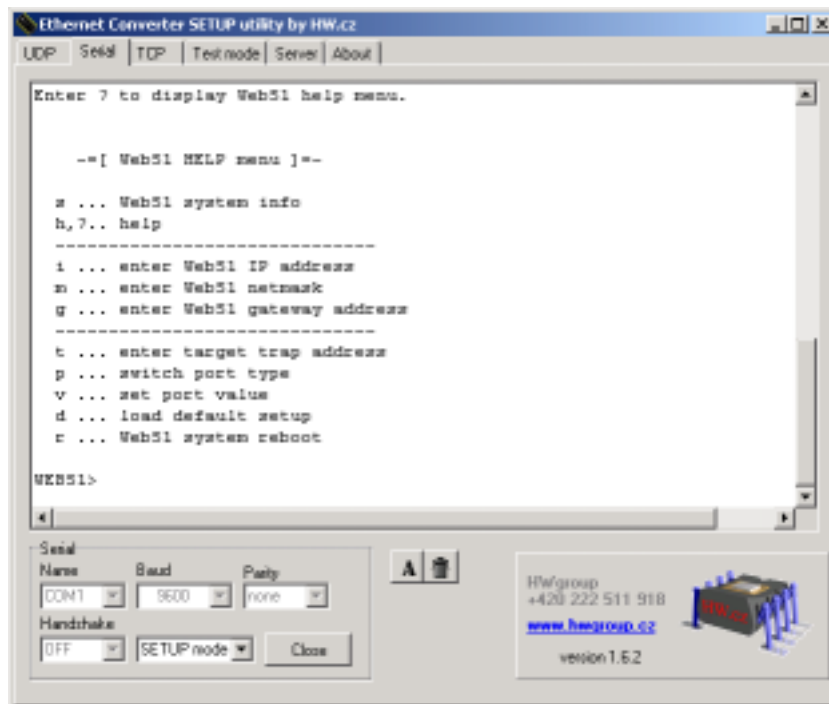 Ethernet Converter SETUP utility by HW.cz
UDP Serial TCP Test mode Server About
Enter ? to display Web51 help menu.
-=[ Web51 HELP menu ]=-
s ... Web51 system info
h,?.. help
------------------------------
i ... enter Web51 IP address
m ... enter Web51 netmask
g ... enter Web51 gateway address
------------------------------
t ... enter target trap address
p ... switch port type
v ... set port value
d ... load default setup
r ... Web51 system reboot
WEB51>
Serial
Name Baud Parity
COM1 9600 none
Handshake
OFF SETUP mode Close
A
HWgroup
+420 222 511 918
www.hwgroup.cz
version 1.6.2
HW.cz